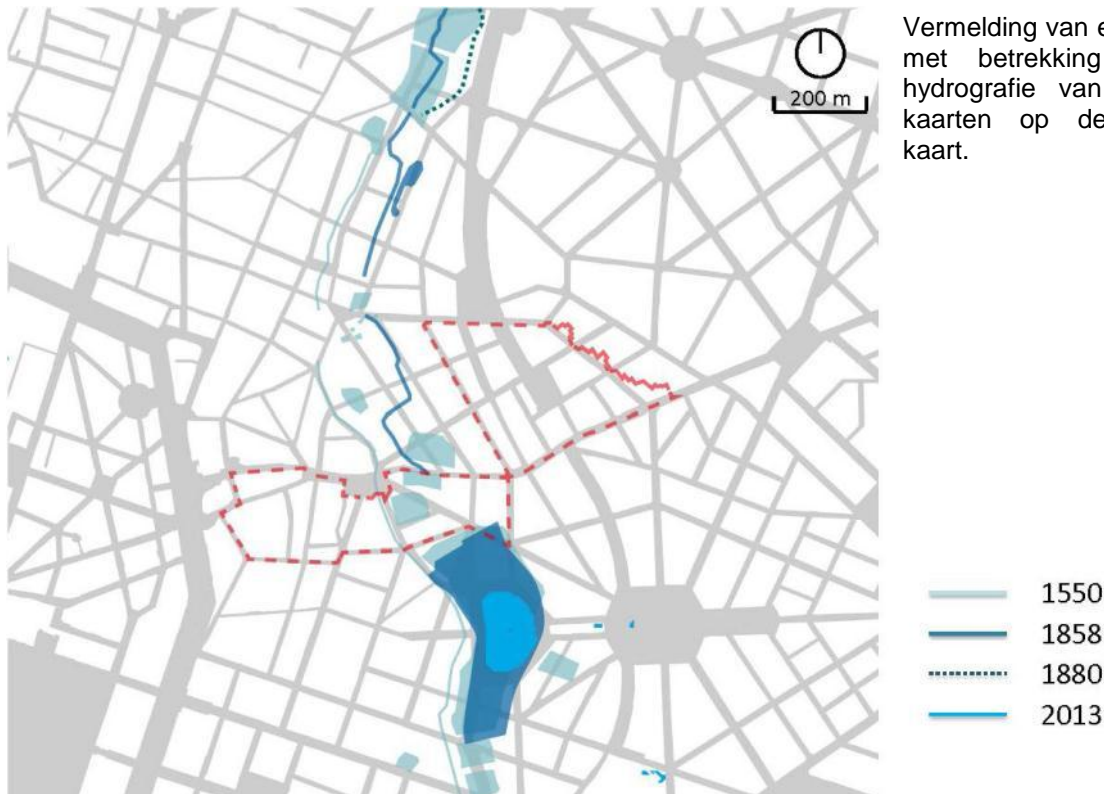 Vermelding van
met betrekking
hydrografie van
kaarten op de
kaart.
200 m
1550
1858
1880
2013